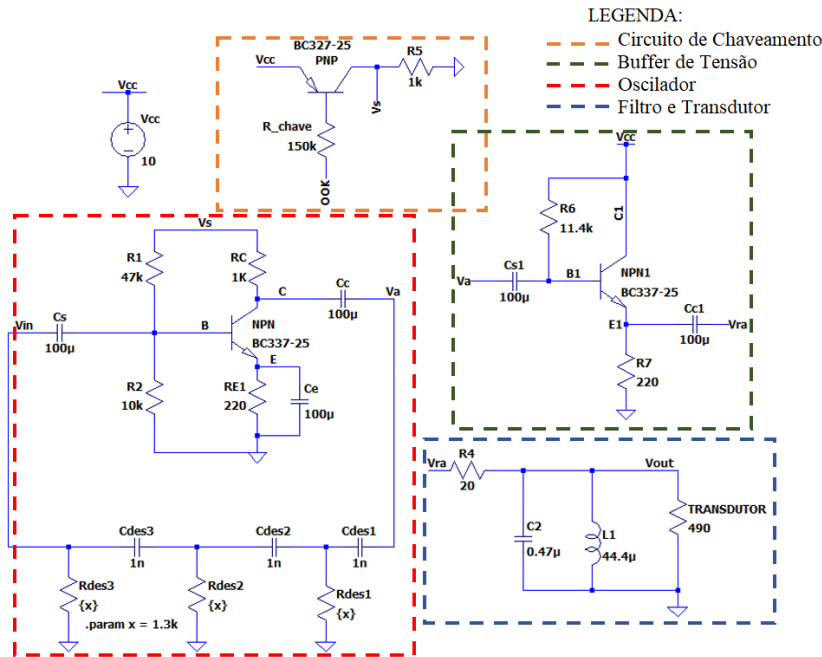 LEGENDA:
Circuito de Chaveamento
Buffer de Tensão
Oscilador
Filtro e Transdutor
BC327-25
PNP
Vcc
R5
1k
Vs
R_chave
150k
OOK
Vcc
Vcc
10
Vcc
R6
11.4k
C1
Va
Cs1
100µ
B1
NPN1
BC337-25
E1
Cc1
100µ
Vra
R7
220
Vs
R1
47k
RC
1K
C
Cc
100µ
Va
Vin
Cs
100µ
B
NPN
BC337-25
E
R2
10k
RE1
220
Ce
100µ
Cdes3
1n
Cdes2
1n
Cdes1
1n
Rdes3
{x}
Rdes2
{x}
Rdes1
{x}
.param x = 1.3k
Vra
R4
20
Vout
C2
0.47µ
L1
44.4µ
TRANSDUTOR
490